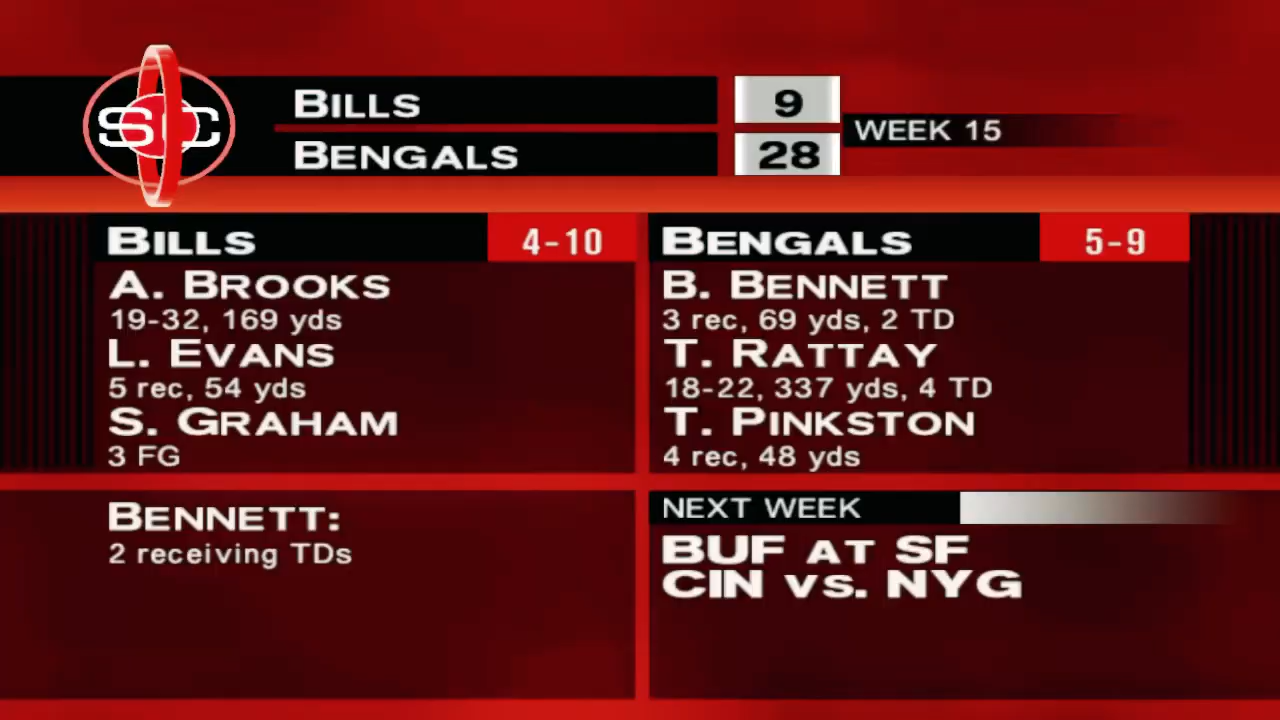 SC
BILLS 9
BENGALS 28
WEEK 15
BILLS 4-10
A. BROOKS
19-32, 169 yds
L. EVANS
5 rec, 54 yds
S. GRAHAM
3 FG
BENGALS 5-9
B. BENNETT
3 rec, 69 yds, 2 TD
T. RATTAY
18-22, 337 yds, 4 TD
T. PINKSTON
4 rec, 48 yds
BENNETT:
2 receiving TDs
NEXT WEEK
BUF AT SF
CIN VS. NYG